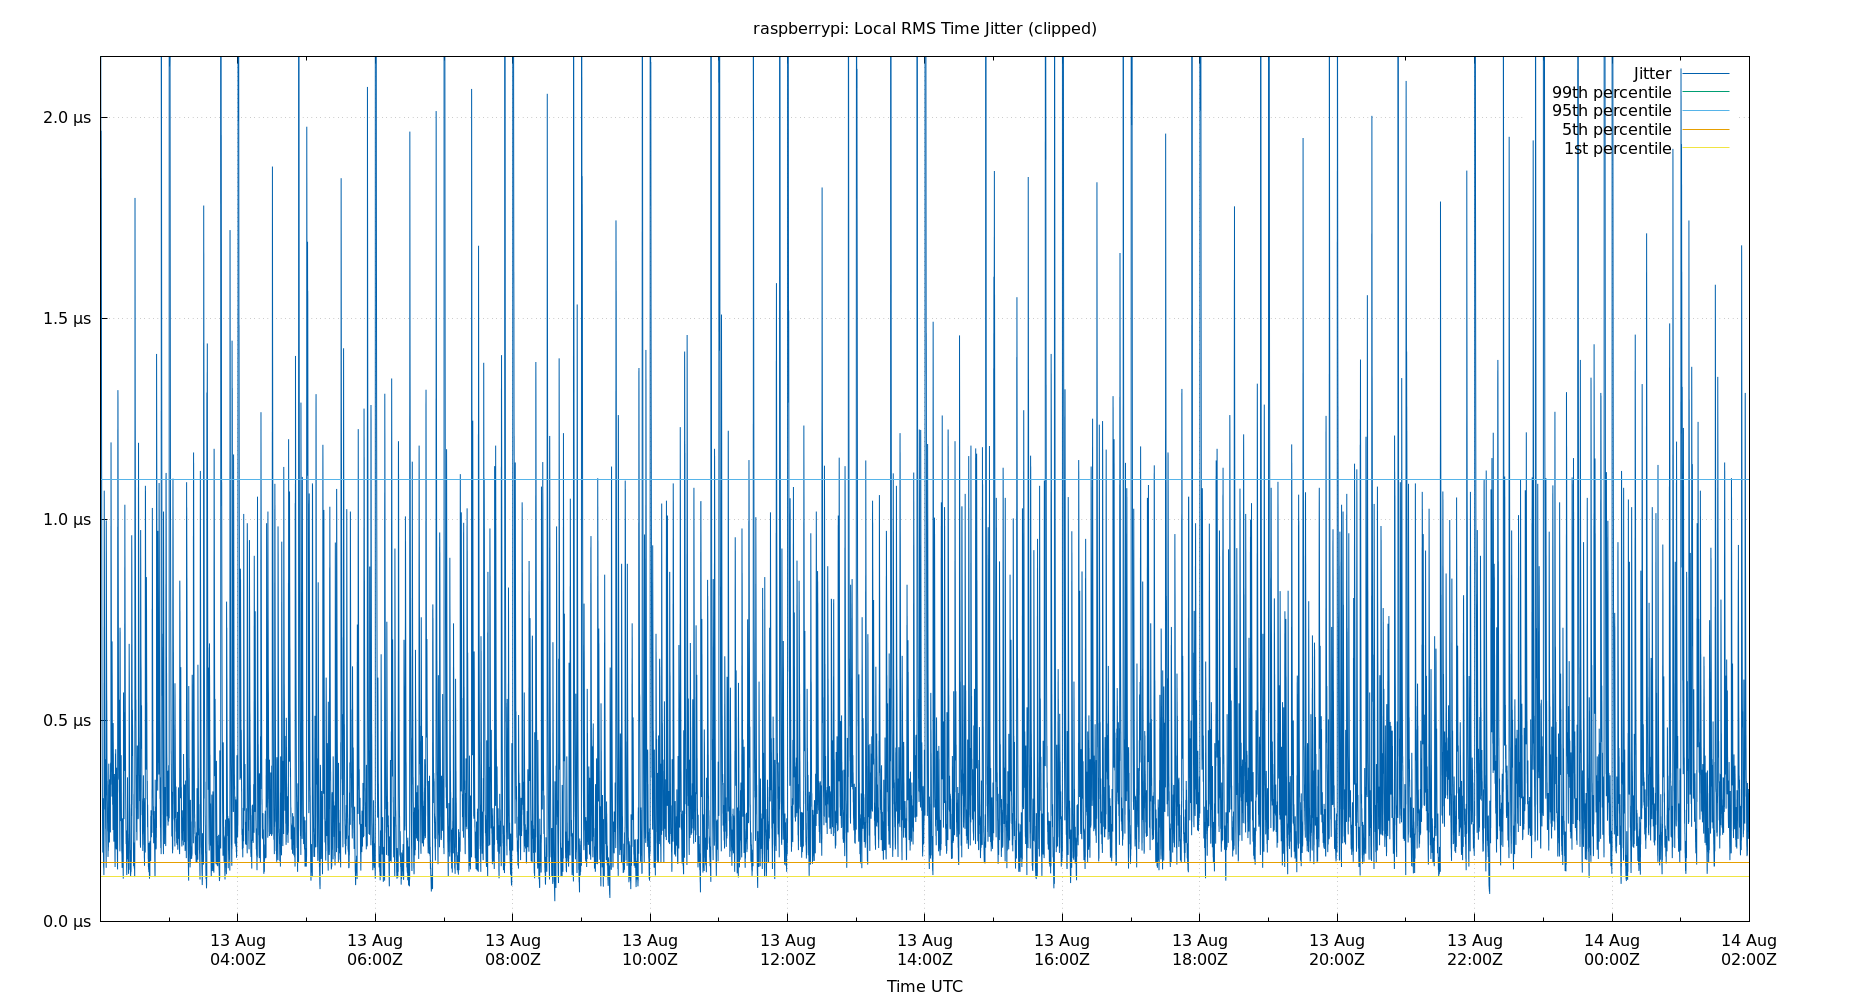 raspberrypi: Local RMS Time Jitter (clipped)
Jitter
99th percentile
95th percentile
5th percentile
1st percentile
2.0 μs
1.5 μs
1.0 μs
0.5 μs
0.0 μs
13 Aug 13 Aug 13 Aug 13 Aug 13 Aug 13 Aug 13 Aug 13 Aug 13 Aug 13 Aug 14 Aug 14 Aug
04:00Z 06:00Z 08:00Z 10:00Z 12:00Z 14:00Z 16:00Z 18:00Z 20:00Z 22:00Z 00:00Z 02:00Z
Time UTC